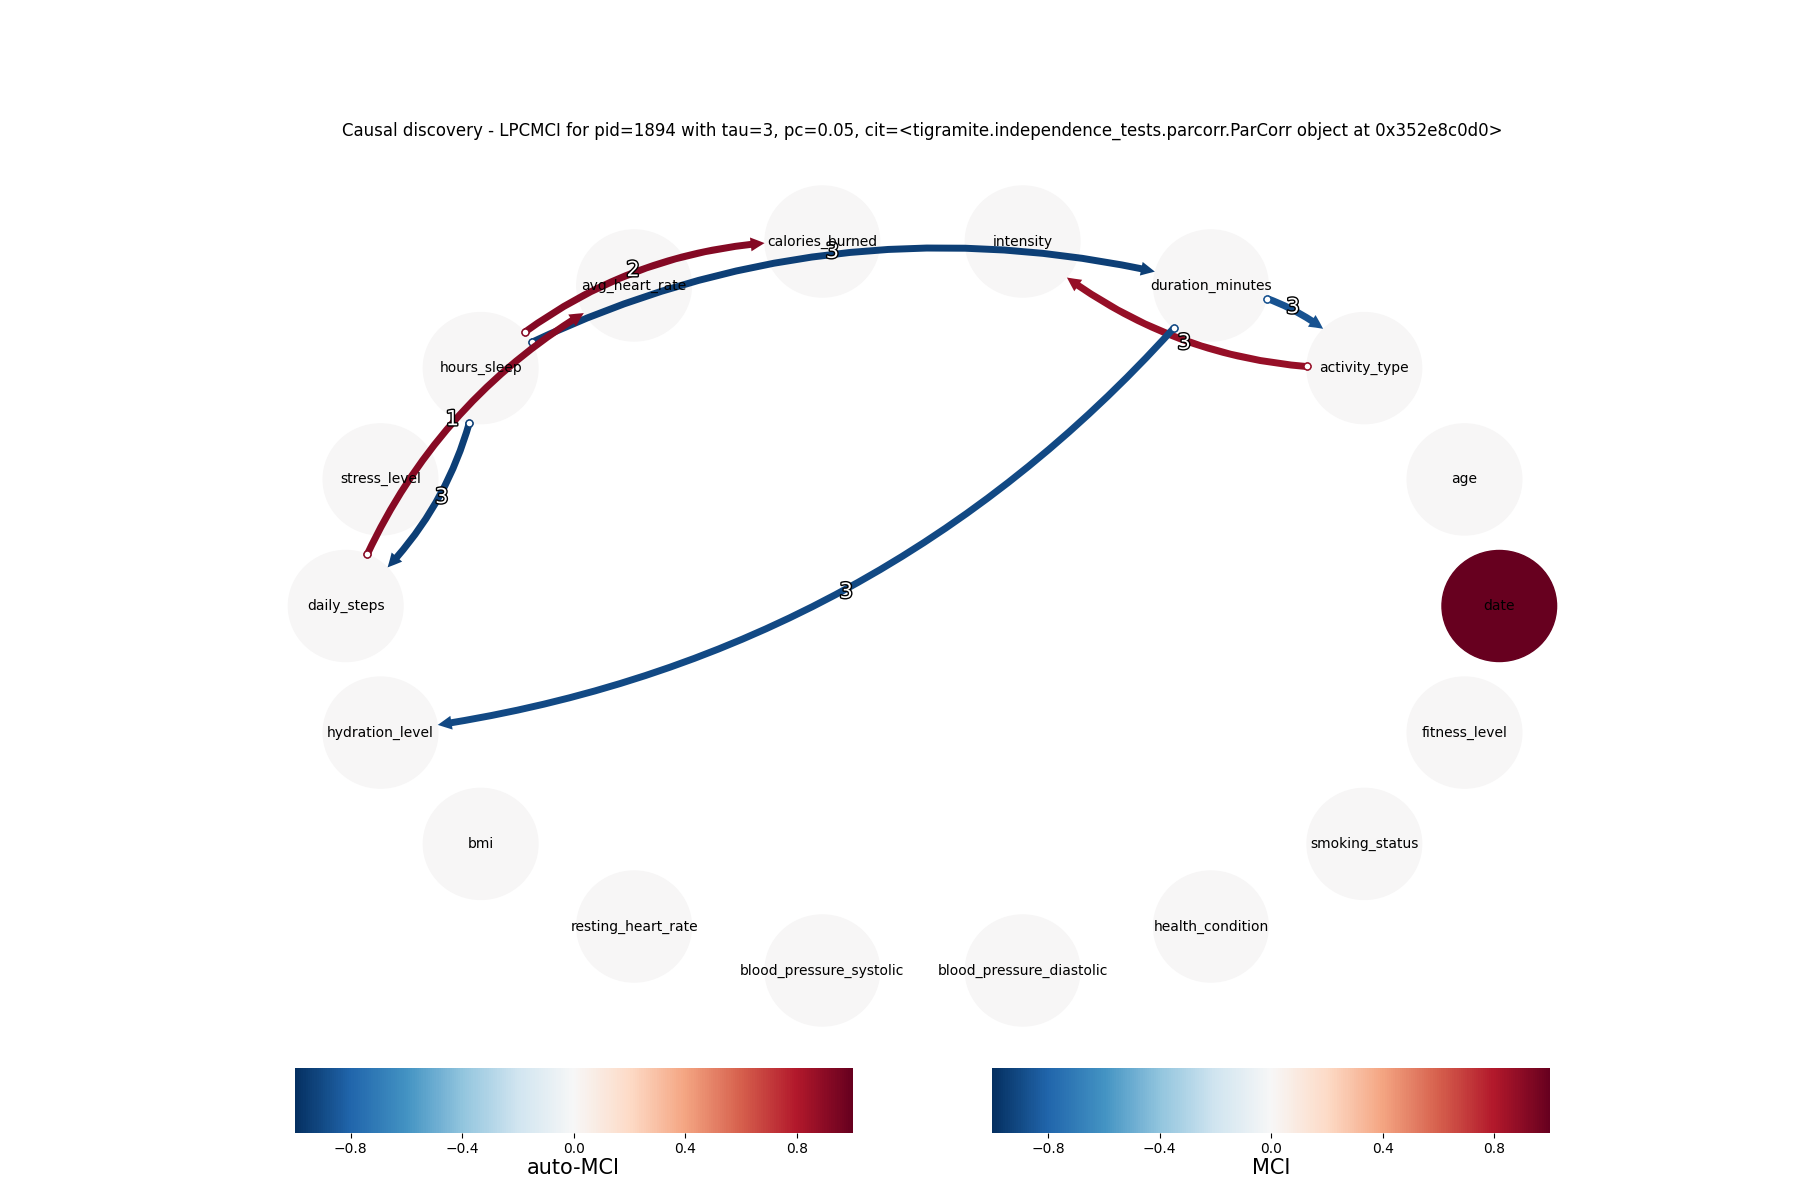 Causal discovery - LPCMCI for pid=1894 with tau=3, pc=0.05, cit=<tigramite.independence_tests.parcorr.ParCorr object at 0x352e8c0d0>
calories_burned
intensity
3
2
avg_heart_rate
duration_minutes
3
3
hours_sleep
activity_type
1
stress_level
age
3
3
daily_steps
date
hydration_level
fitness_level
bmi
smoking_status
resting_heart_rate
health_condition
blood_pressure_systolic
blood_pressure_diastolic
−0.8 −0.4 0.0 0.4 0.8
auto-MCI
−0.8 −0.4 0.0 0.4 0.8
MCI